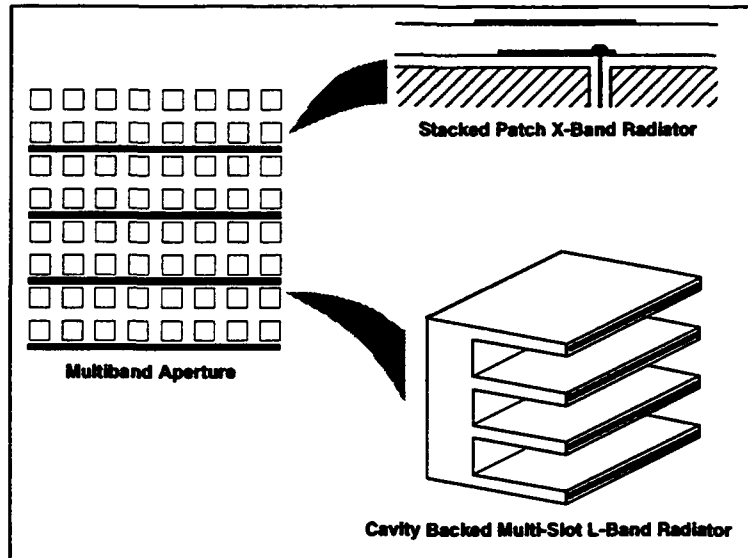 Stacked Patch X-Band Radiator
Multiband Aperture
Cavity Backed Multi-Slot L-Band Radiator